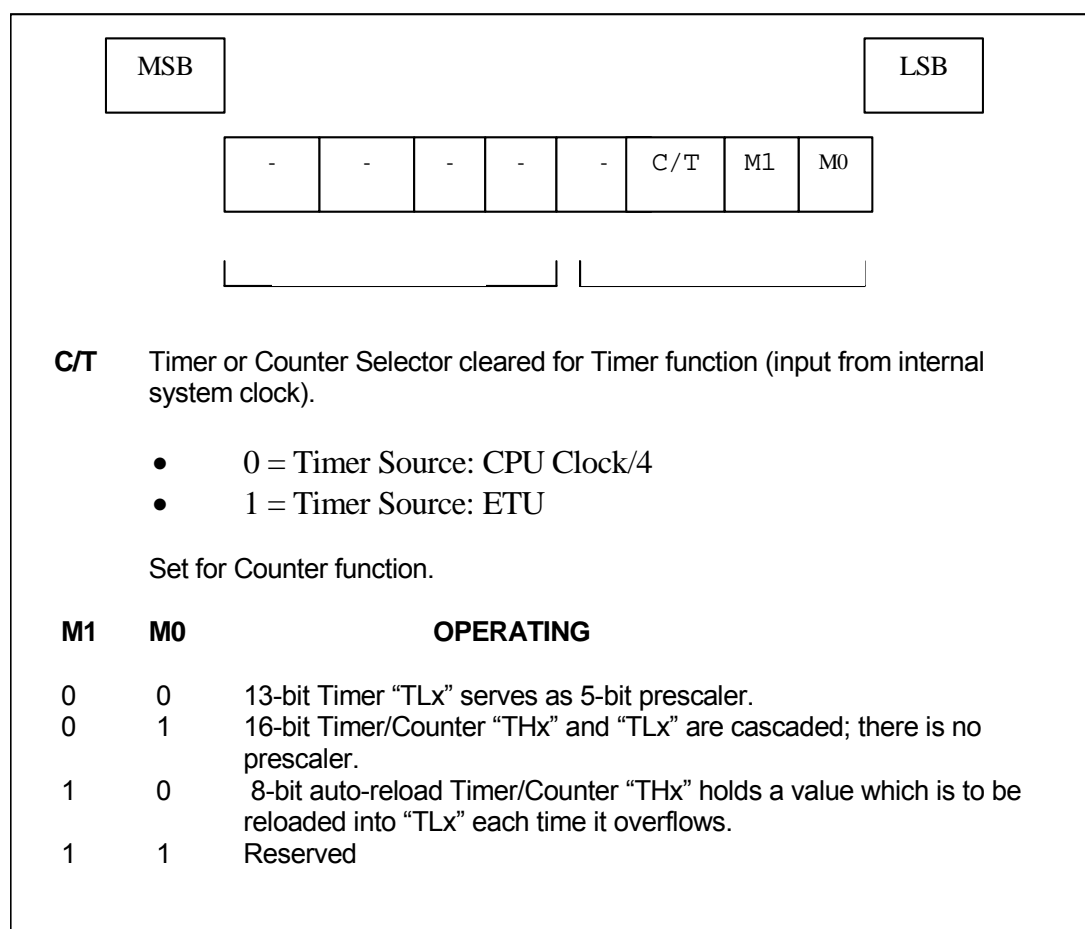 MSB LSB
- - - - - C/T M1 M0
C/T Timer or Counter Selector cleared for Timer function (input from internal
system clock).
• 0 = Timer Source: CPU Clock/4
• 1 = Timer Source: ETU
Set for Counter function.
M1 M0 OPERATING
0 0 13-bit Timer “TLx” serves as 5-bit prescaler.
0 1 16-bit Timer/Counter “THx” and “TLx” are cascaded; there is no
prescaler.
1 0 8-bit auto-reload Timer/Counter “THx” holds a value which is to be
reloaded into “TLx” each time it overflows.
1 1 Reserved